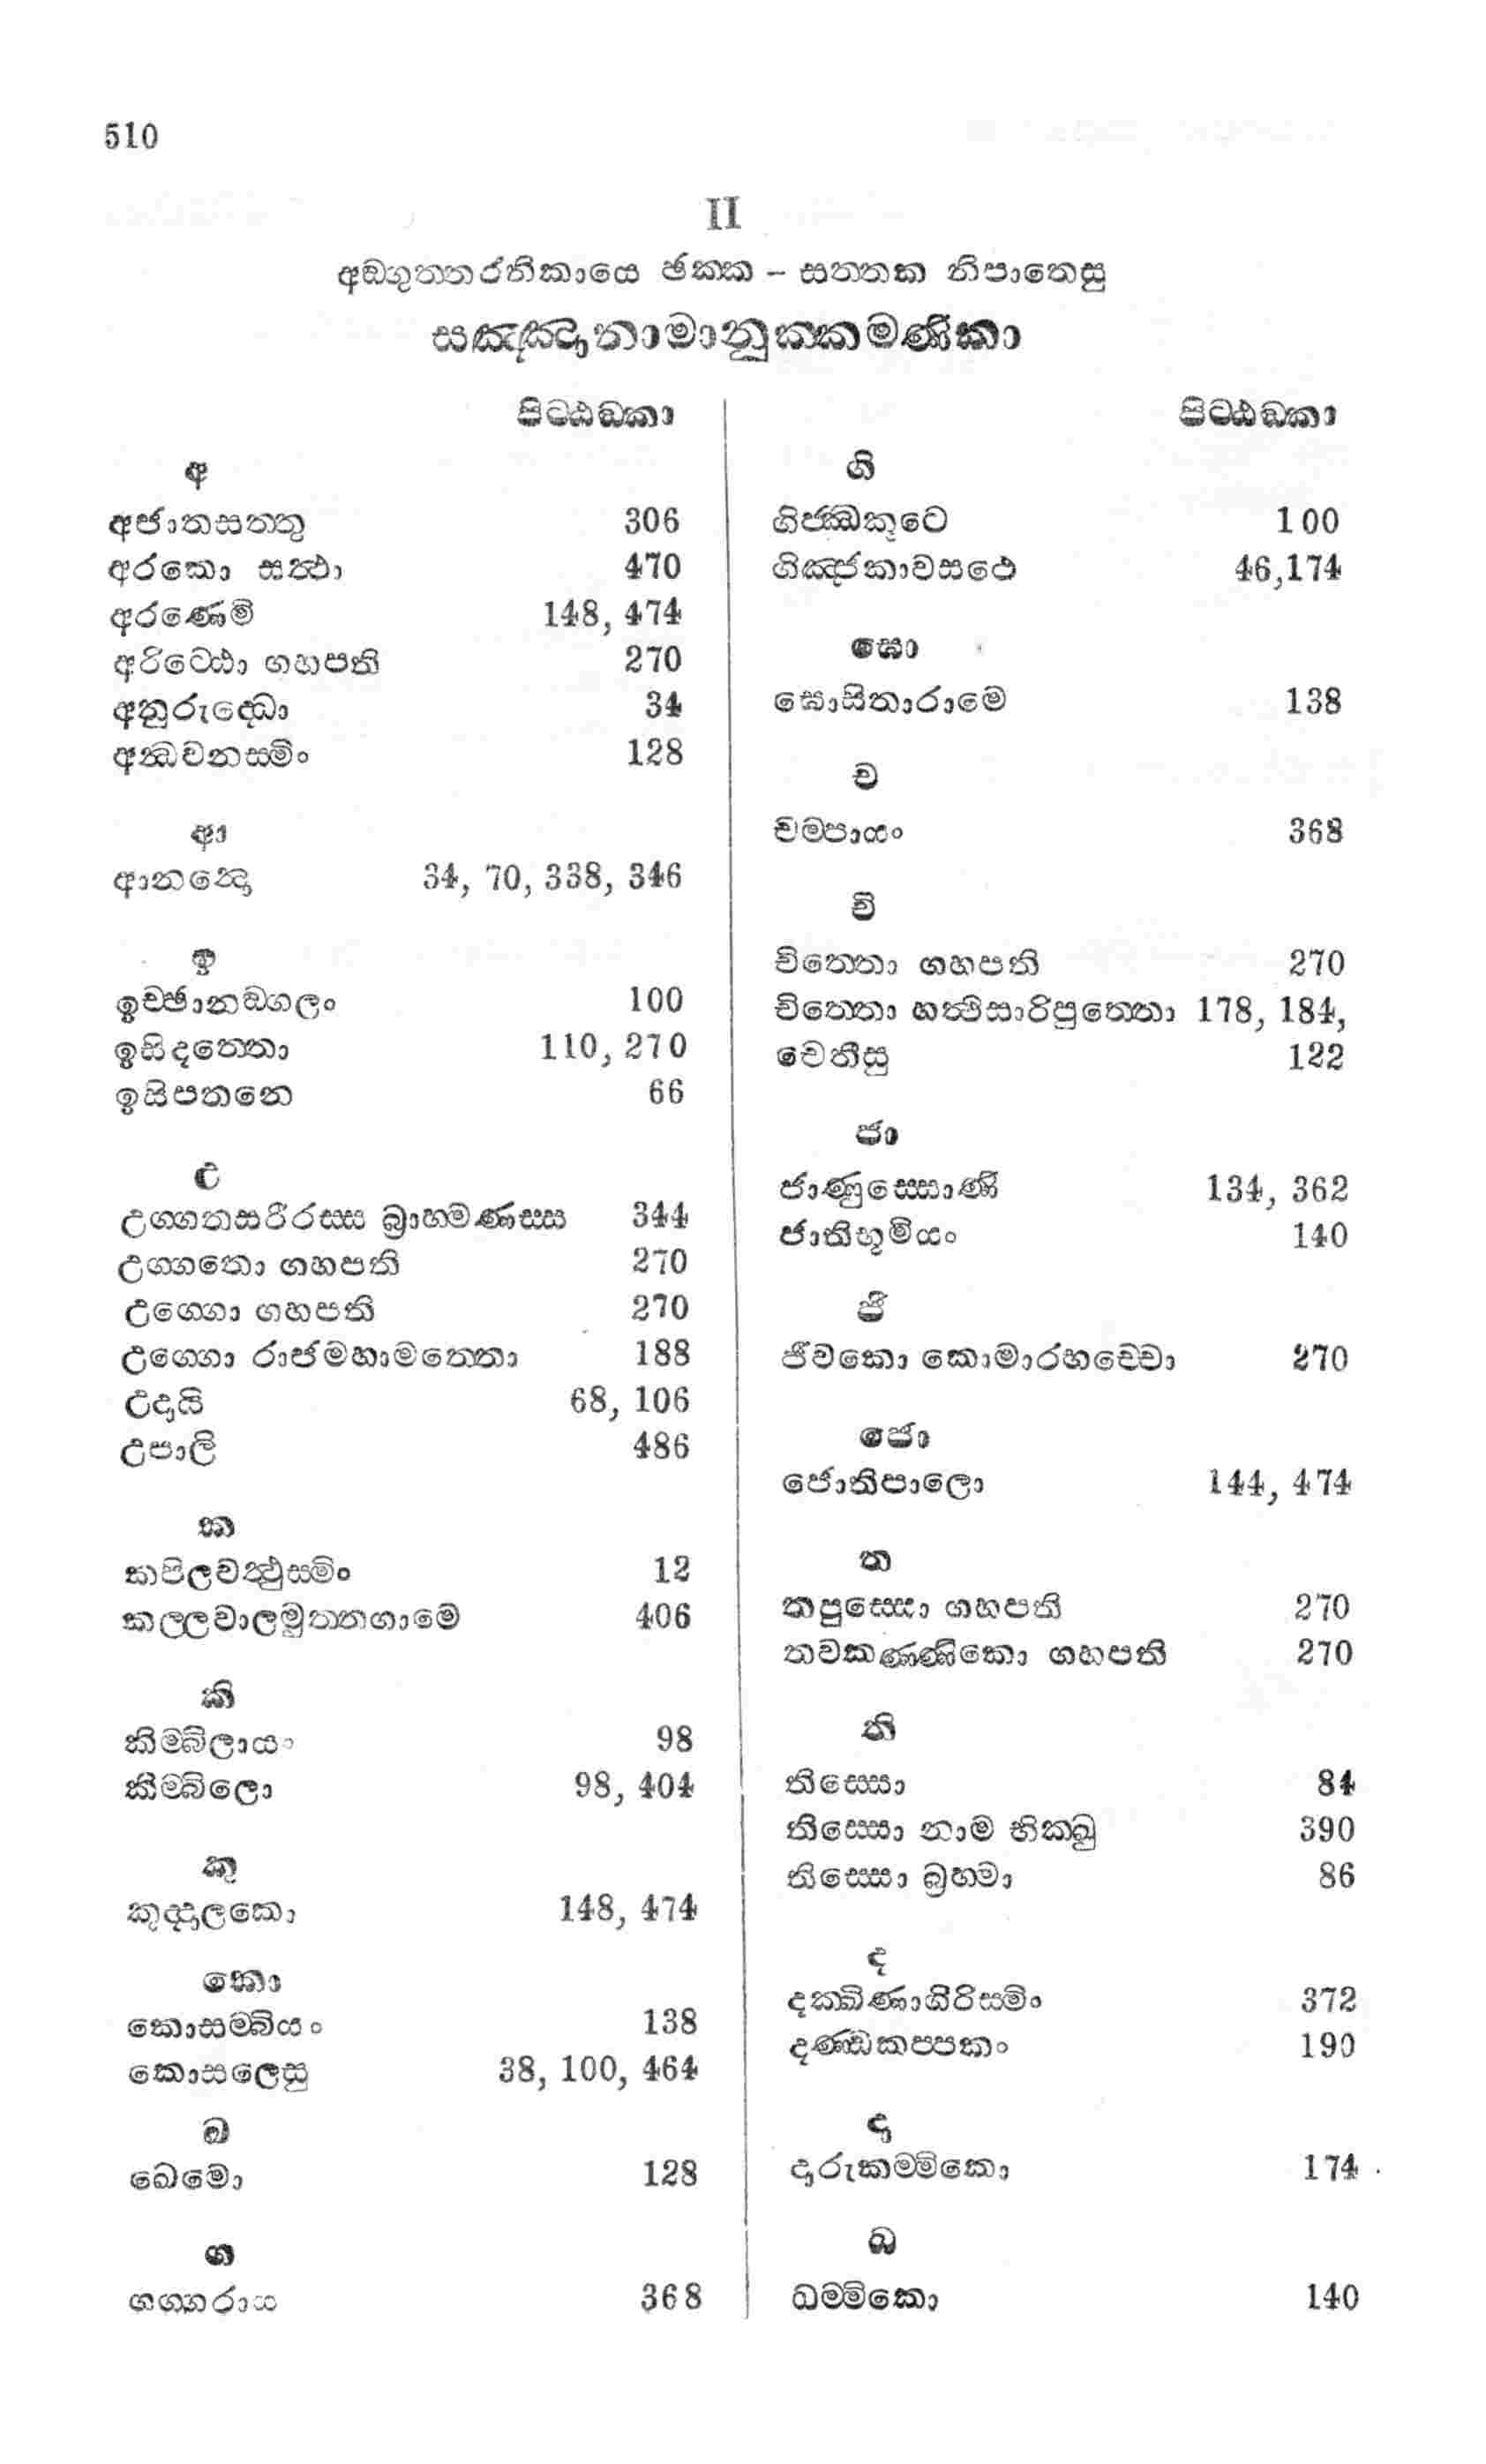 510
II
අඞ්ගුත්තරනිකායෙ ඡක්ක - සත්තක නිපාතෙසු
සඤ්ඤානාමානුක්කමණිකා
පිට්ඨඞ්කා
අ
අජාතසත්තු 306
අරකො සත්ථා 470
අරණෙමි 148, 474
අරිට්ඨො ගහපති 270
අනුරුද්ධො 34
අන්ධවනස්මිං 128
ආ
ආනන්දො 34, 70, 338, 346
ඉ
ඉච්ඡානඞ්ගලං 100
ඉසිදත්තො 110, 270
ඉසිපතනෙ 66
උ
උග්ගතසරීරස්ස බ්‍රාහ්මණස්ස 344
උග්ගතො ගහපති 270
උග්ගො ගහපති 270
උග්ගො රාජමහාමත්තො 188
උදායි 68, 106
උපාලි 486
ක
කපිලවත්ථුස්මිං 12
කල්ලවාලමුත්තගාමෙ 406
කි
කිම්බිලායං 98
කිම්බිලො 98, 404
කු
කුද්දාලකො 148, 474
කො
කොසම්බියං 138
කොසලෙසු 38, 100, 464
ඛ
ඛෙමො 128
ග
ගග්ගරාය 368
පිට්ඨඞ්කා
ගි
ගිජ්ඣකූටෙ 100
ගිඤ්ජකාවසථෙ 46,174
ඝො
ඝොසිතාරාමෙ 138
ච
චම්පායං 368
චි
චිත්තො ගහපති 270
චිත්තො හත්ථිසාරිපුත්තො 178, 184,
චෙතීසු 122
ජා
ජාණුස්සොණි 134, 362
ජාතිභූමියං 140
ජී
ජීවකො කොමාරභච්චො 270
ජො
ජොතිපාලො 144, 474
ත
තපුස්සො ගහපති 270
තවකණ්ණිකො ගහපති 270
ති
තිස්සො 84
තිස්සො නාම භික්ඛු 390
තිස්සො බ්‍රහ්මා 86
ද
දක්ඛිණාගිරිස්මිං 372
දණ්ඩකප්පකං 190
දා
දාරුකම්මිකො 174
ධ
ධම්මිකො 140